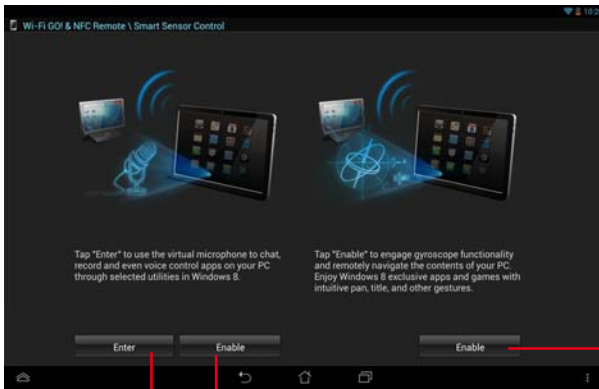 10:2
Wi-Fi GO! & NFC Remote \ Smart Sensor Control
Tap "Enter" to use the virtual microphone to chat,
record and even voice control apps on your PC
through selected utilities in Windows 8.
Tap "Enable" to engage gyroscope functionality
and remotely navigate the contents of your PC.
Enjoy Windows 8 exclusive apps and games with
intuitive pan, title, and other gestures.
Enter
Enable
Enable